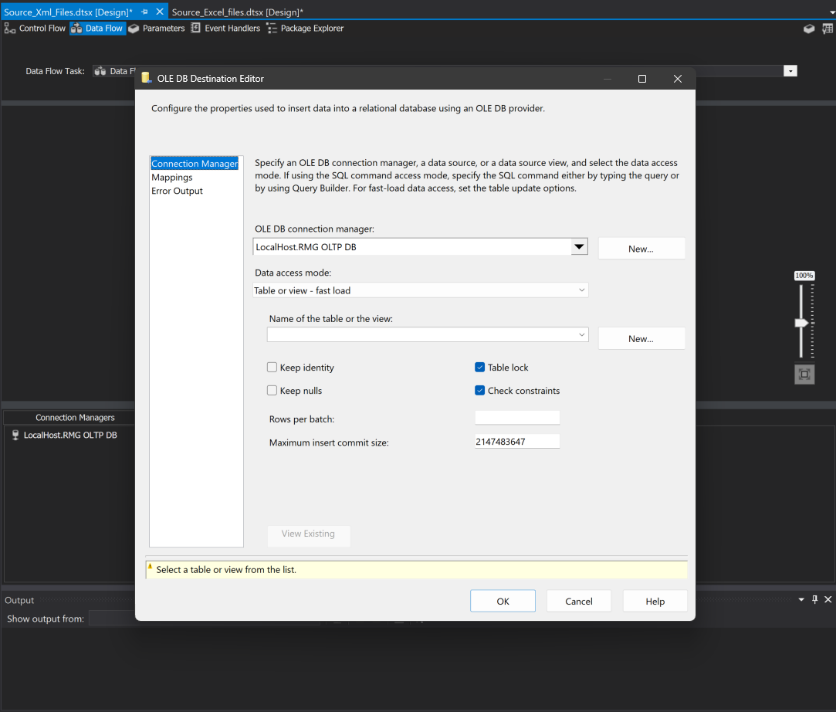 Source_Xml_Files.dtsx [Design]* Source_Excel_files.dtsx [Design]*
Control Flow Data Flow Parameters Event Handlers Package Explorer
Data Flow Task: Data F
OLE DB Destination Editor
Configure the properties used to insert data into a relational database using an OLE DB provider.
Connection Manager
Mappings
Error Output
Specify an OLE DB connection manager, a data source, or a data source view, and select the data access
mode. If using the SQL command access mode, specify the SQL command either by typing the query or
by using Query Builder. For fast-load data access, set the table update options.
OLE DB connection manager:
LocalHost.RMG OLTP DB New...
Data access mode:
Table or view - fast load
Name of the table or the view:
New...
Keep identity Table lock
Keep nulls Check constraints
Rows per batch:
Maximum insert commit size: 2147483647
View Existing
Select a table or view from the list.
OK Cancel Help
100%
Connection Managers
LocalHost.RMG OLTP DB
Output
Show output from: